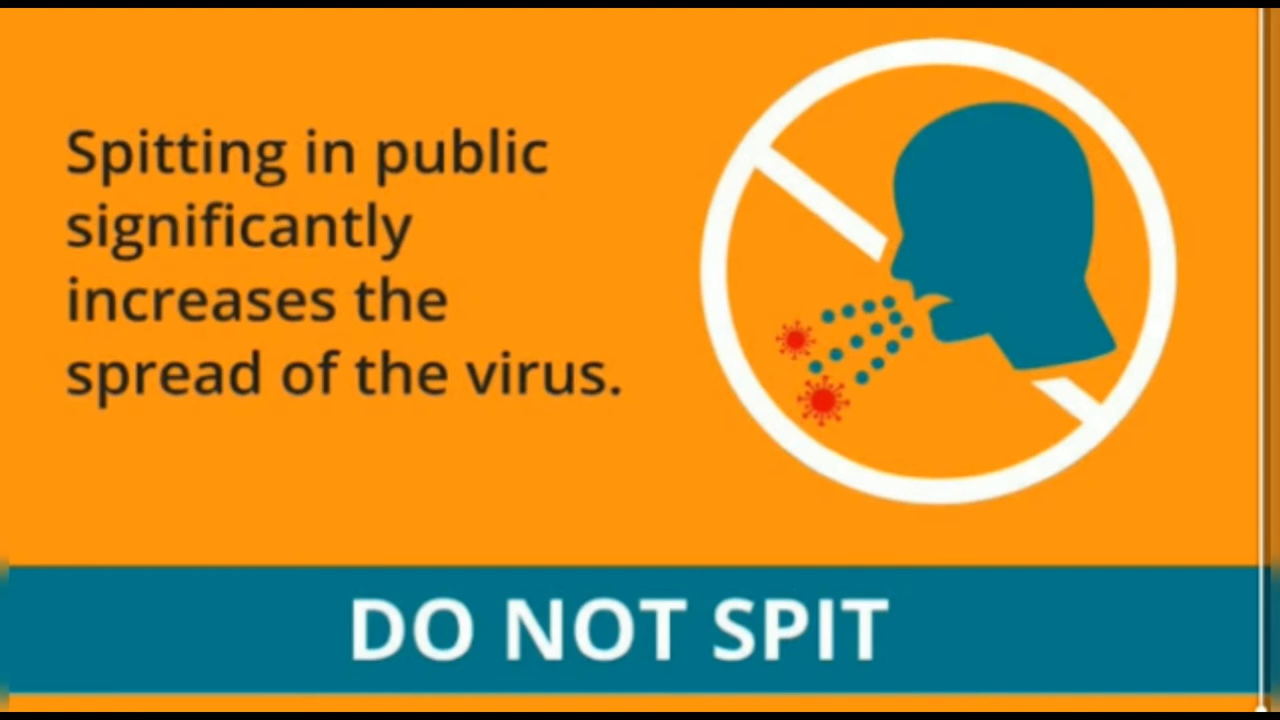 Spitting in public
significantly
increases the
spread of the virus.
DO NOT SPIT